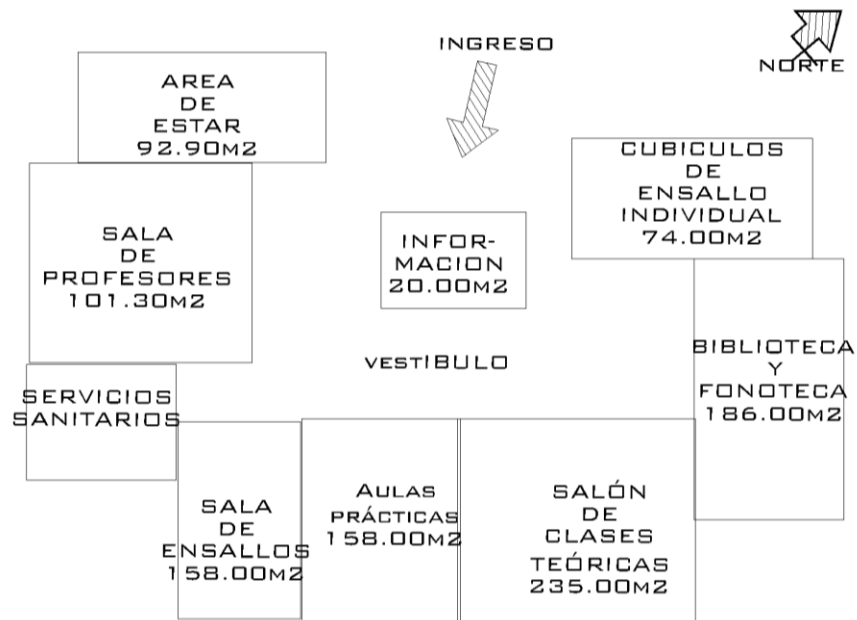 INGRESO
NORTE
AREA
DE
ESTAR
92.90M2
CUBICULOS
DE
ENSALLO
INDIVIDUAL
74.00M2
SALA
DE
PROFESORES
101.30M2
INFOR-
MACION
20.00M2
VESTÍBULO
BIBLIOTECA
Y
FONOTECA
186.00M2
SERVICIOS
SANITARIOS
SALA
DE
ENSALLOS
158.00M2
AULAS
PRÁCTICAS
158.00M2
SALÓN
DE
CLASES
TEÓRICAS
235.00M2